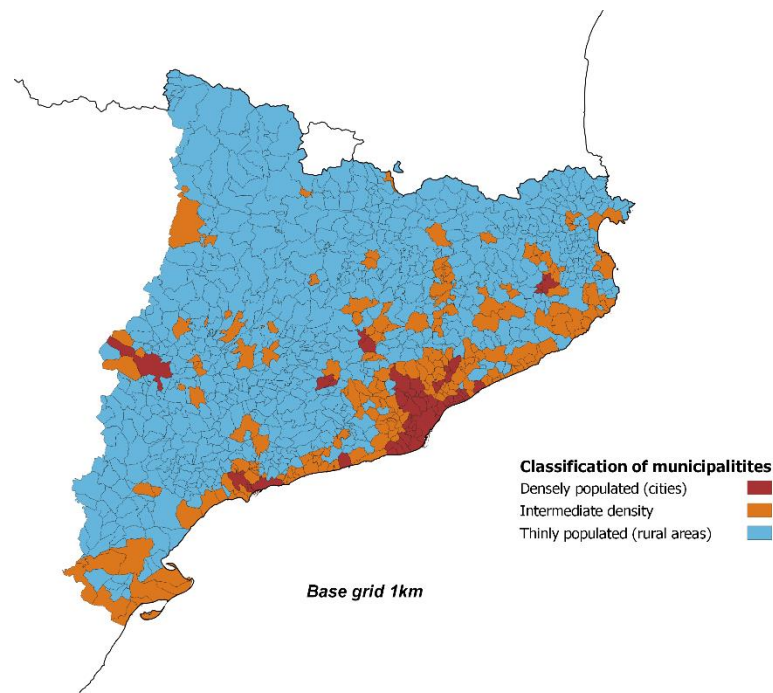 Classification of municipalitites
Densely populated (cities)
Intermediate density
Thinly populated (rural areas)
Base grid 1km